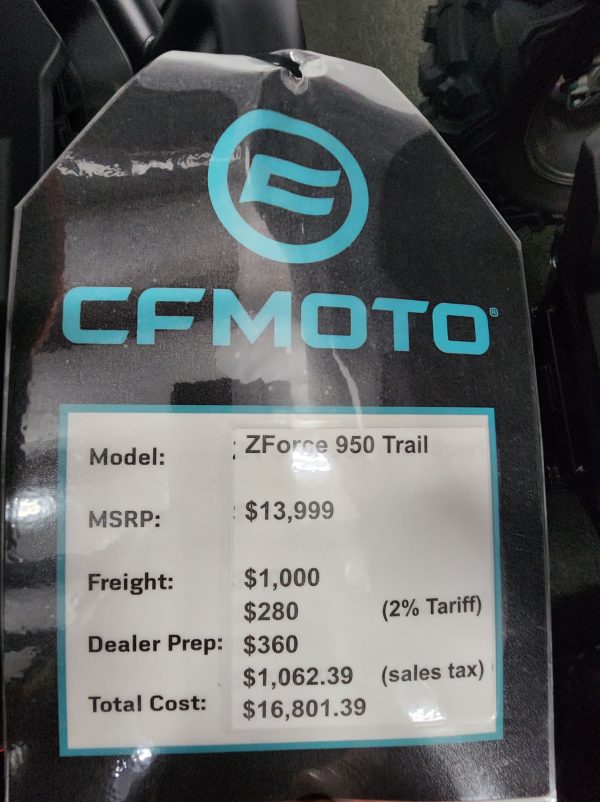 CFMOTO®
Model: ZForce 950 Trail
MSRP: $13,999
Freight: $1,000
$280 (2% Tariff)
Dealer Prep: $360
$1,062.39 (sales tax)
Total Cost: $16,801.39